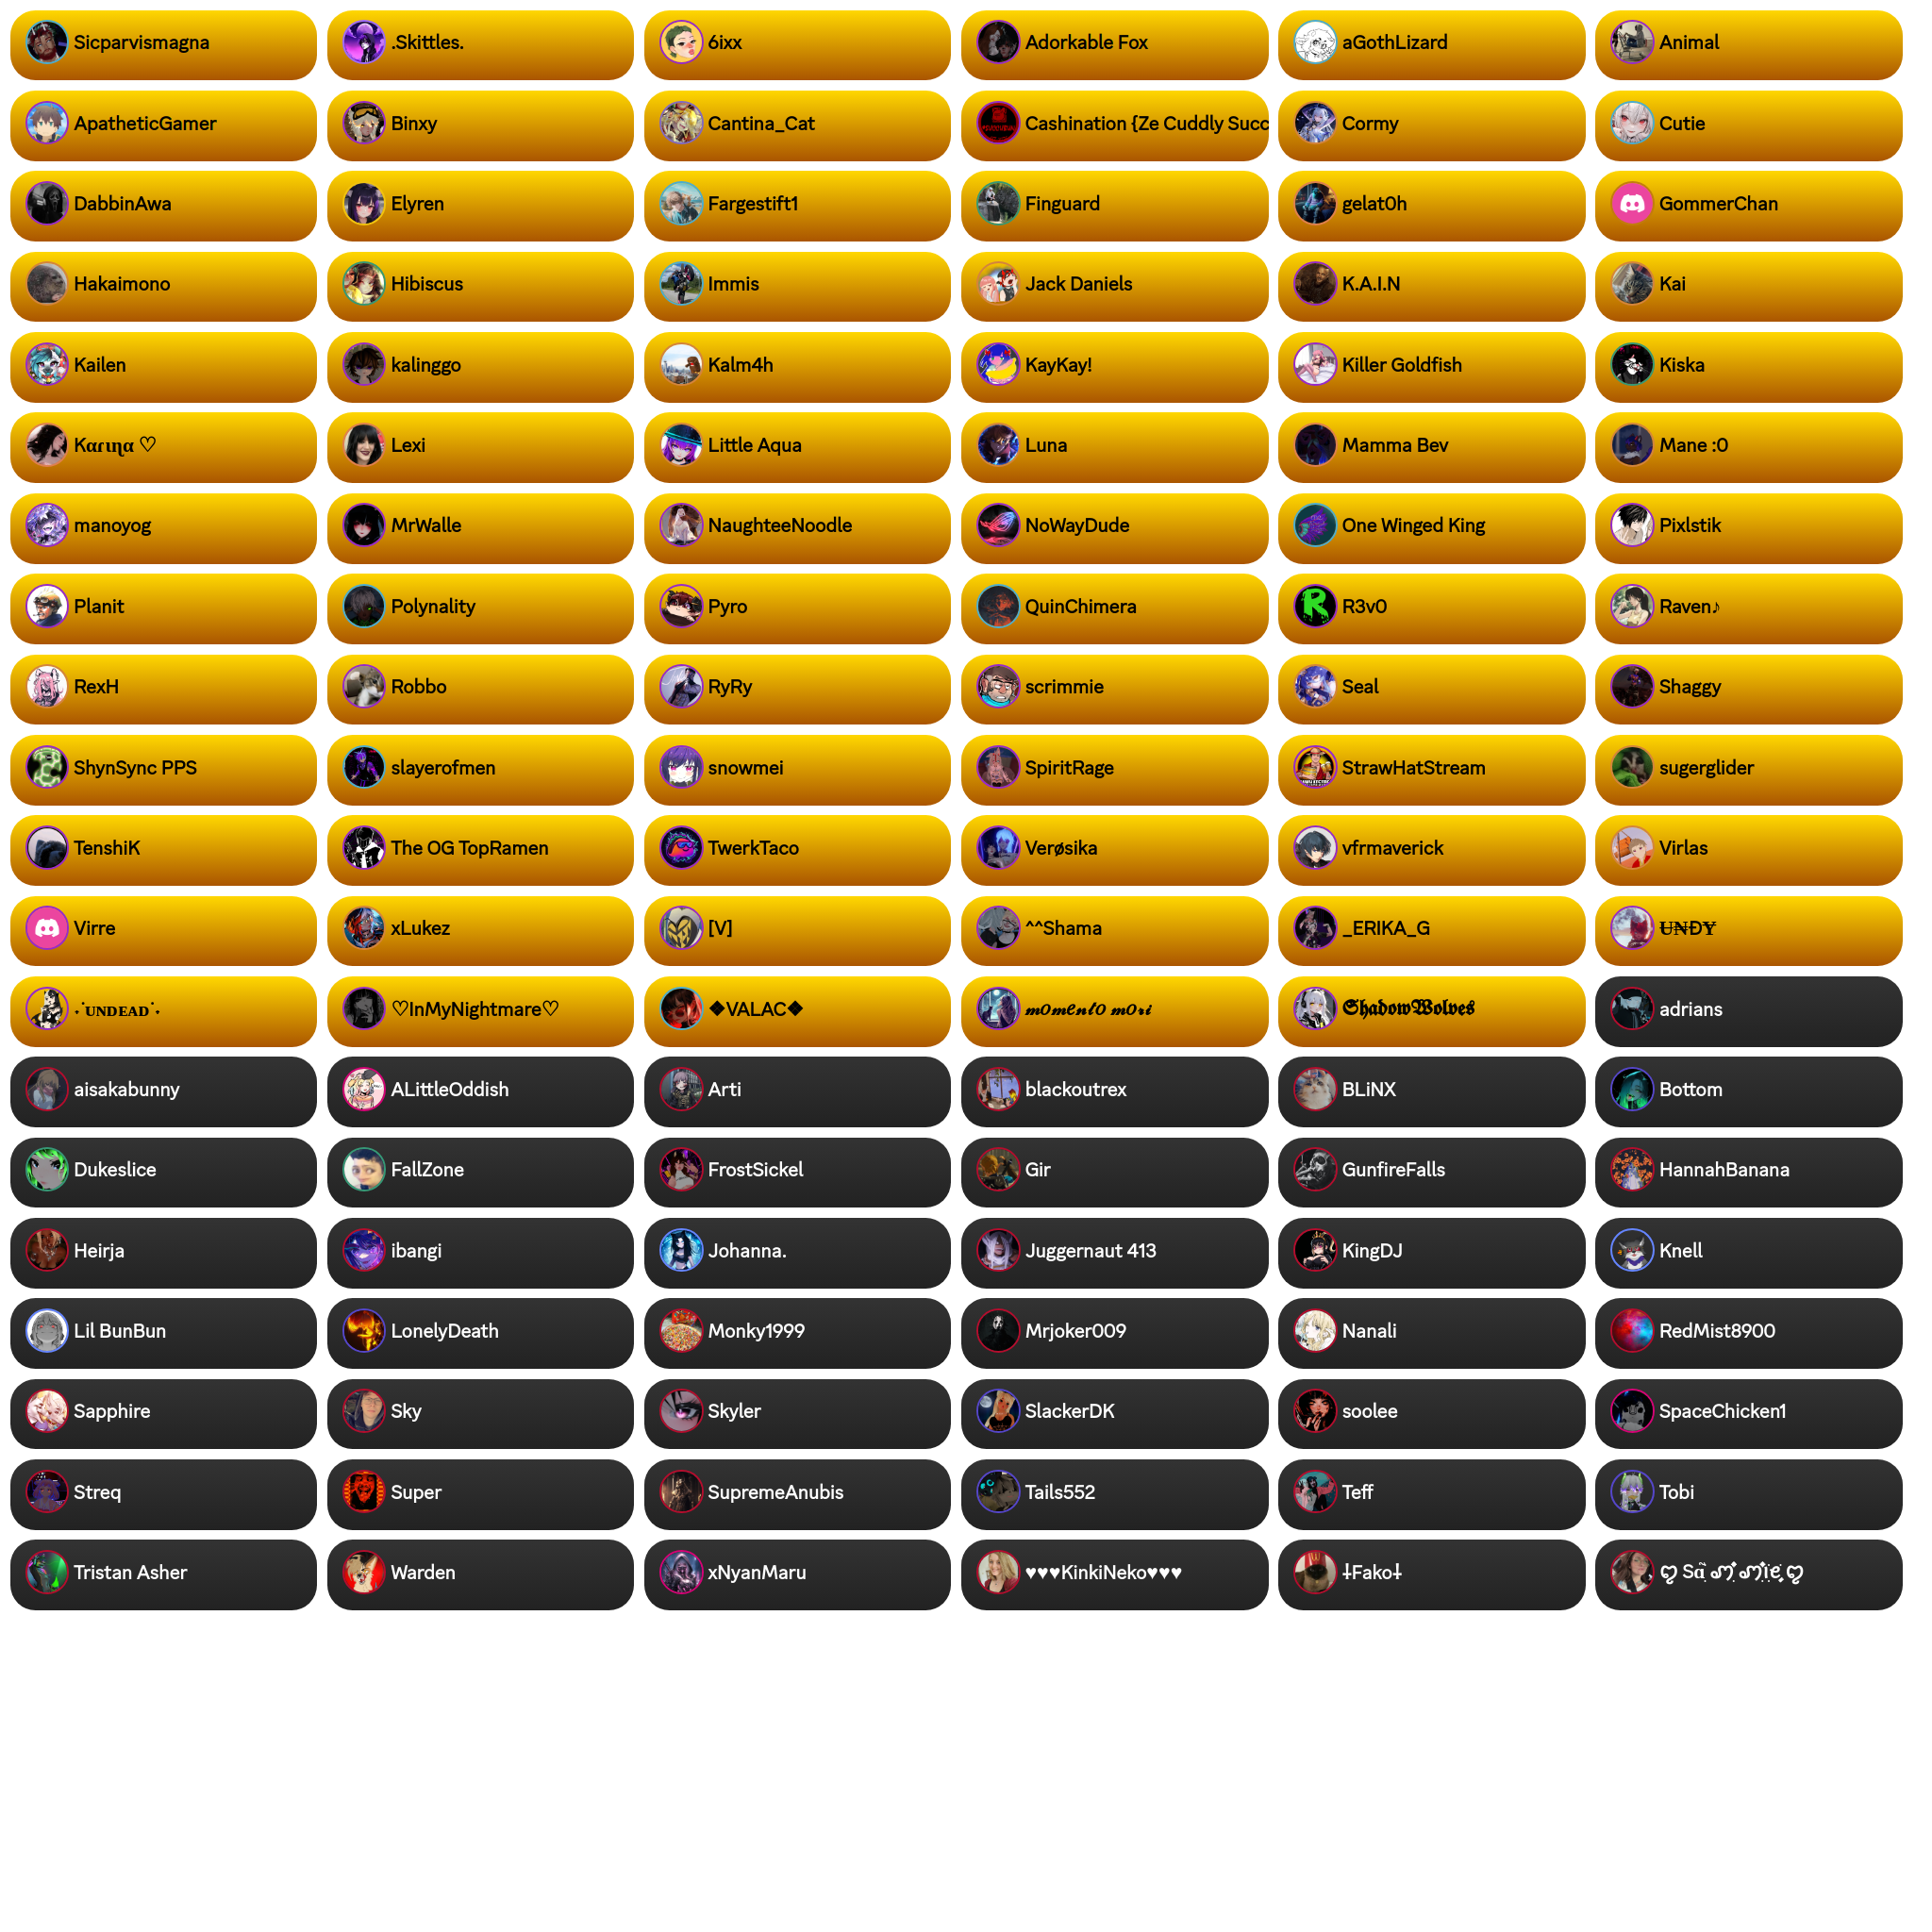 Sicparvismagna
.Skittles.
6ixx
Adorkable Fox
aGothLizard
Animal
ApatheticGamer
Binxy
Cantina_Cat
Cashination {Ze Cuddly Succ
Cormy
Cutie
DabbinAwa
Elyren
Fargestift1
Finguard
gelat0h
GommerChan
Hakaimono
Hibiscus
Immis
Jack Daniels
K.A.I.N
Kai
Kailen
kalinggo
Kalm4h
KayKay!
Killer Goldfish
Kiska
Kαɾιɳα ♡
Lexi
Little Aqua
Luna
Mamma Bev
Mane :0
manoyog
MrWalle
NaughteeNoodle
NoWayDude
One Winged King
Pixlstik
Planit
Polynality
Pyro
QuinChimera
R3v0
Raven♪
RexH
Robbo
RyRy
scrimmie
Seal
Shaggy
ShynSync PPS
slayerofmen
snowmei
SpiritRage
StrawHatStream
sugerglider
TenshiK
The OG TopRamen
TwerkTaco
Verøsika
vfrmaverick
Virlas
Virre
xLukez
[V]
^^Shama
_ERIKA_G
U̶N̶D̶Y̶
⋆˙ᴜɴᴅᴇᴀᴅ˙⋆
♡InMyNightmare♡
❖VALAC❖
𝓶𝓸𝓶𝓮𝓷𝓽𝓸 𝓶𝓸𝓻𝓲
𝕾𝖍𝖆𝖉𝖔𝖜𝖂𝖔𝖑𝖛𝖊𝖘
adrians
aisakabunny
ALittleOddish
Arti
blackoutrex
BLiNX
Bottom
Dukeslice
FallZone
FrostSickel
Gir
GunfireFalls
HannahBanana
Heirja
ibangi
Johanna.
Juggernaut 413
KingDJ
Knell
Lil BunBun
LonelyDeath
Monky1999
Mrjoker009
Nanali
RedMist8900
Sapphire
Sky
Skyler
SlackerDK
soolee
SpaceChicken1
Streq
Super
SupremeAnubis
Tails552
Teff
Tobi
Tristan Asher
Warden
xNyanMaru
♥♥♥KinkiNeko♥♥♥
⸸Fako⸸